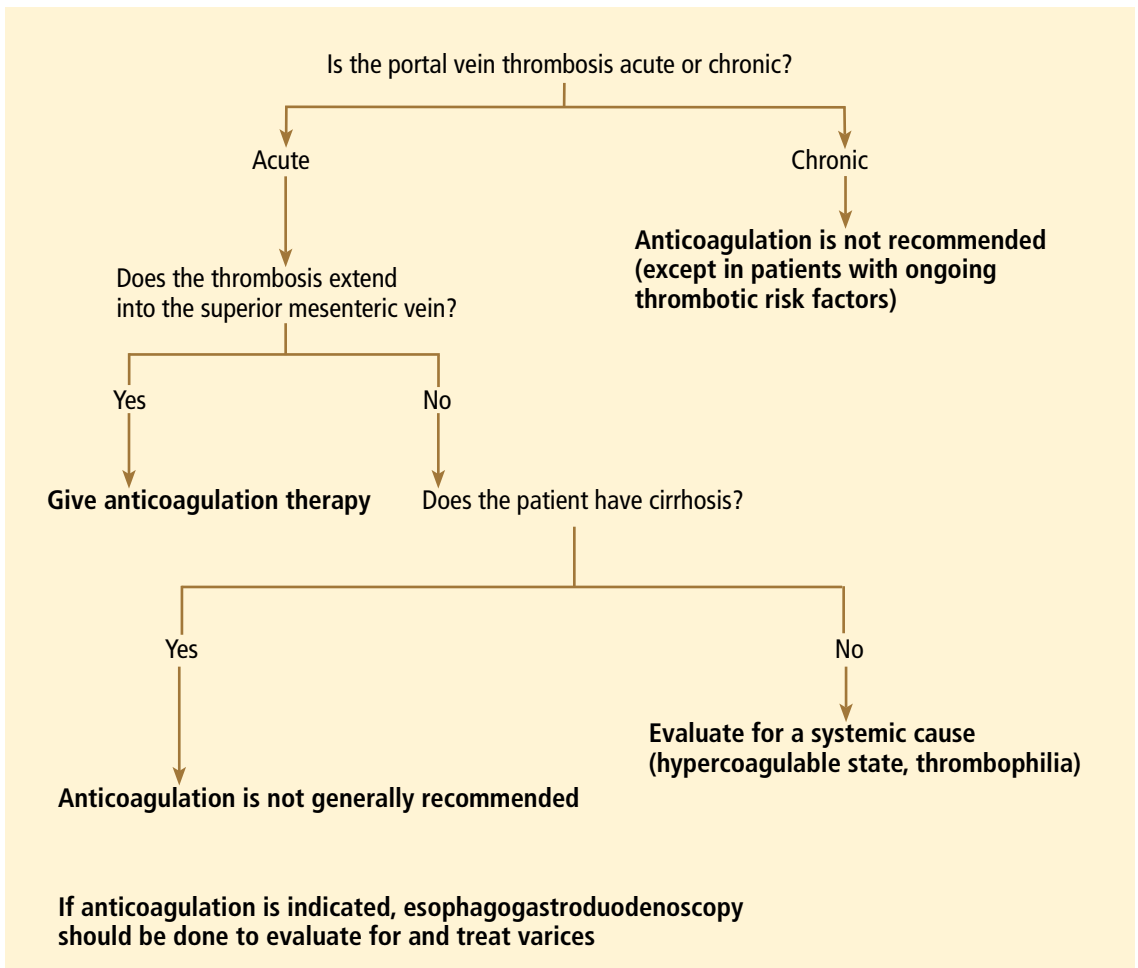 Is the portal vein thrombosis acute or chronic?
Acute
Chronic
Anticoagulation is not recommended
(except in patients with ongoing
thrombotic risk factors)
Does the thrombosis extend
into the superior mesenteric vein?
Yes
No
Give anticoagulation therapy
Does the patient have cirrhosis?
Yes
No
Evaluate for a systemic cause
(hypercoagulable state, thrombophilia)
Anticoagulation is not generally recommended
If anticoagulation is indicated, esophagogastroduodenoscopy
should be done to evaluate for and treat varices